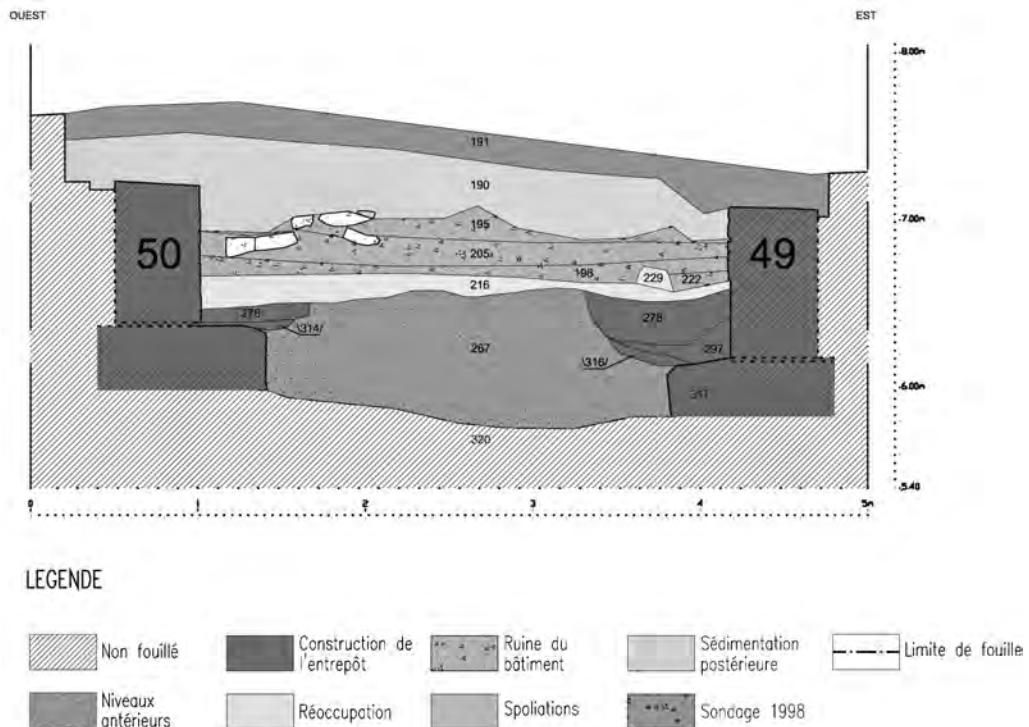 OUEST EST
8.00m
191
190
7.00m
195
50 205 49
198 229 222
216
276 278
\314/
267 \316/ 297
6.00m
320
5.40
0 1 2 3 4 5m
LEGENDE
Non fouillé
Construction de
l'entrepôt
Ruine du
bâtiment
Sédimentation
postérieure
Limite de fouille
Niveaux
antérieurs
Réoccupation
Spoliations
Sondage 1998